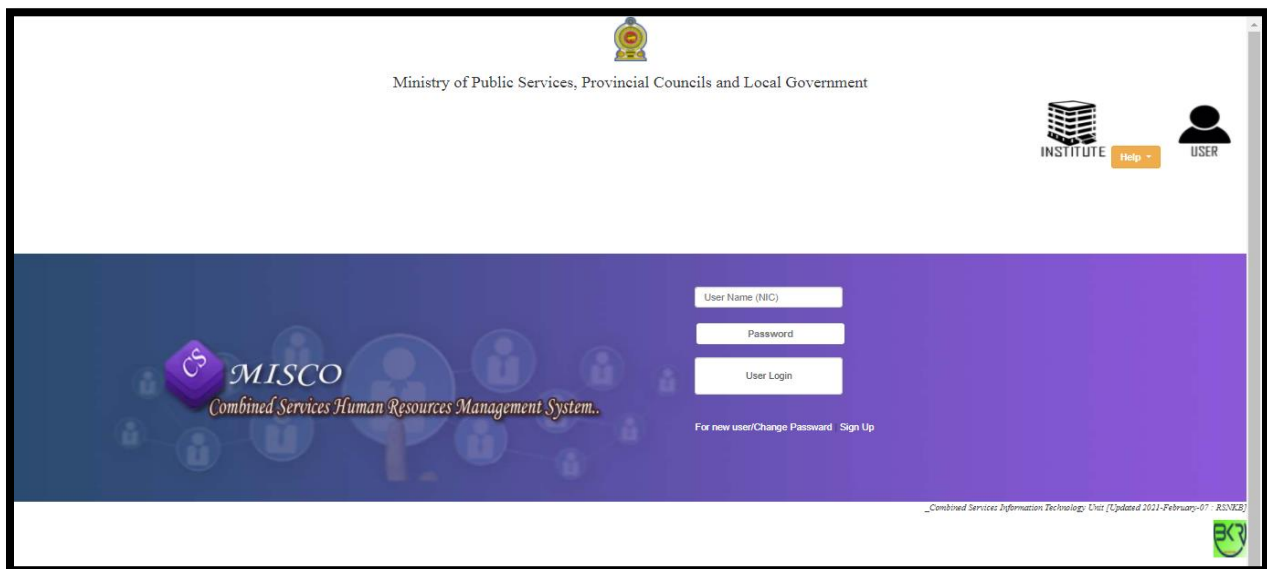 Ministry of Public Services, Provincial Councils and Local Government
INSTITUTE
Help
USER
User Name (NIC)
Password
User Login
CS
MISCO
Combined Services Human Resources Management System..
For new user/Change Passward | Sign Up
_Combined Services Information Technology Unit [Updated 2021-February-07 : RSNKB]
BKR